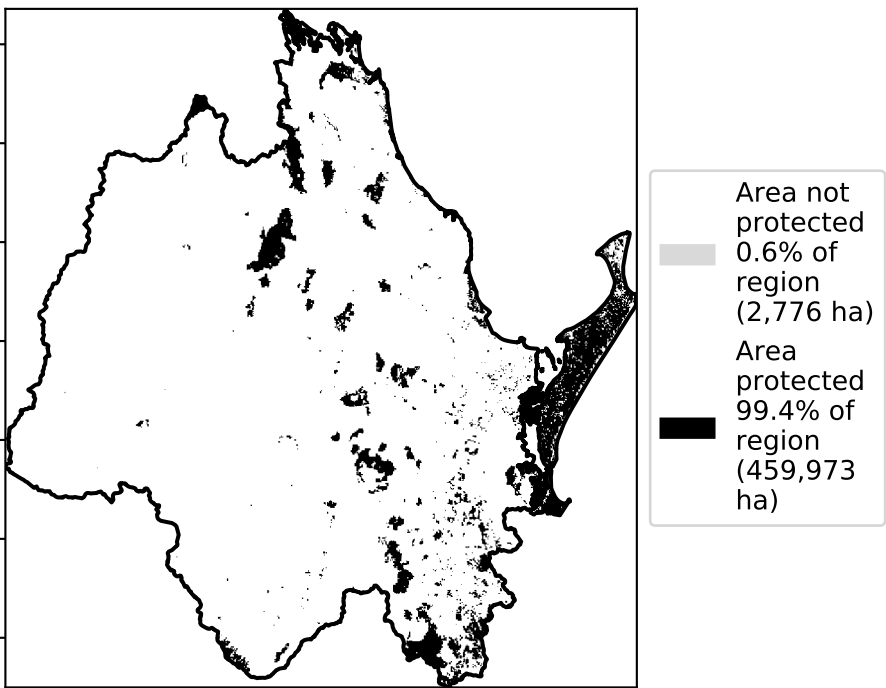 Area not
protected
0.6% of
region
(2,776 ha)
Area
protected
99.4% of
region
(459,973
ha)